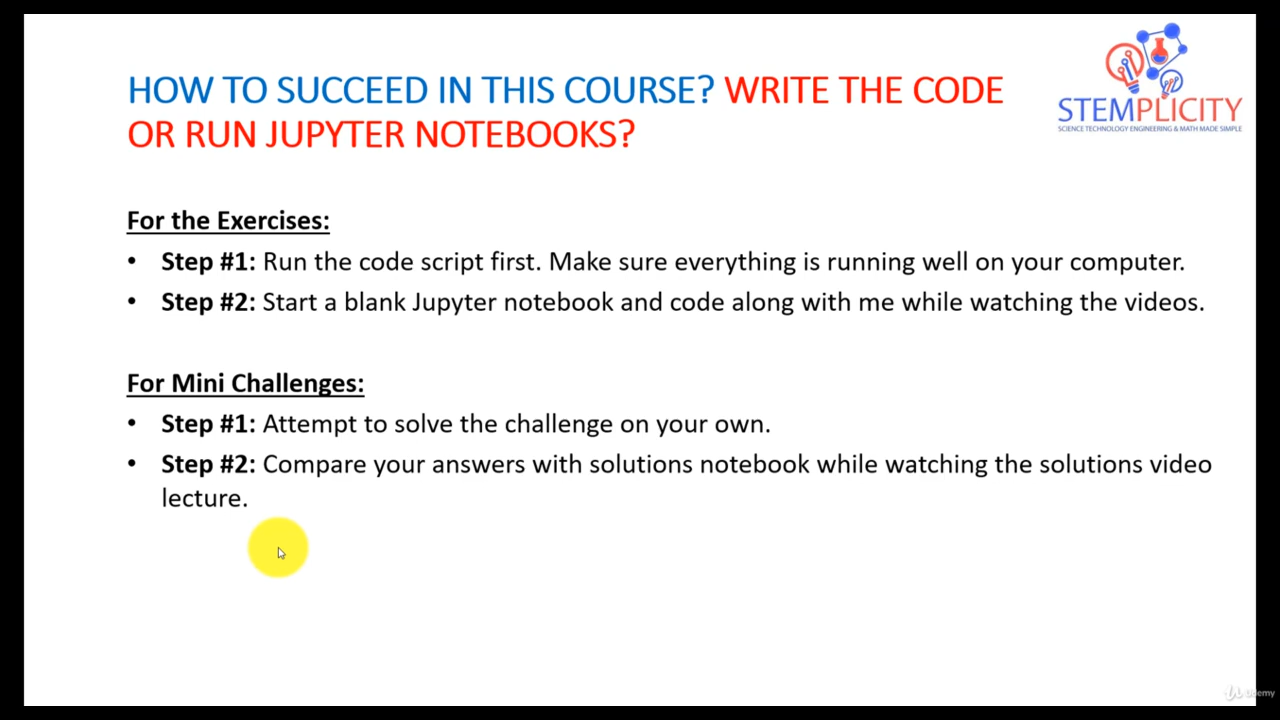 HOW TO SUCCEED IN THIS COURSE? WRITE THE CODE
OR RUN JUPYTER NOTEBOOKS?
STEMPLICITY
SCIENCE TECHNOLOGY ENGINEERING & MATH MADE SIMPLE
For the Exercises:
• Step #1: Run the code script first. Make sure everything is running well on your computer.
• Step #2: Start a blank Jupyter notebook and code along with me while watching the videos.
For Mini Challenges:
• Step #1: Attempt to solve the challenge on your own.
• Step #2: Compare your answers with solutions notebook while watching the solutions video
lecture.
Udemy